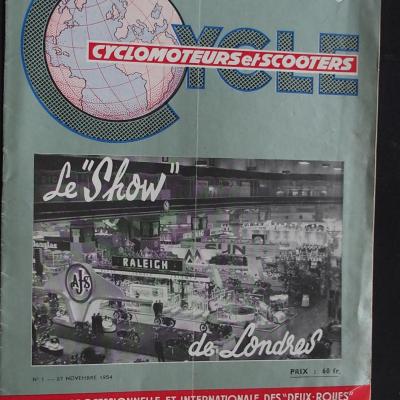 CYCLE
CYCLOMOTEURS et SCOOTERS
Le "Show"
Douglas
RALEIGH
AJS
de Londres
PRIX : 60 fr.
N° 1 — 27 NOVEMBRE 1954
ET INTERNATIONALE DES "DEUX-ROUES"